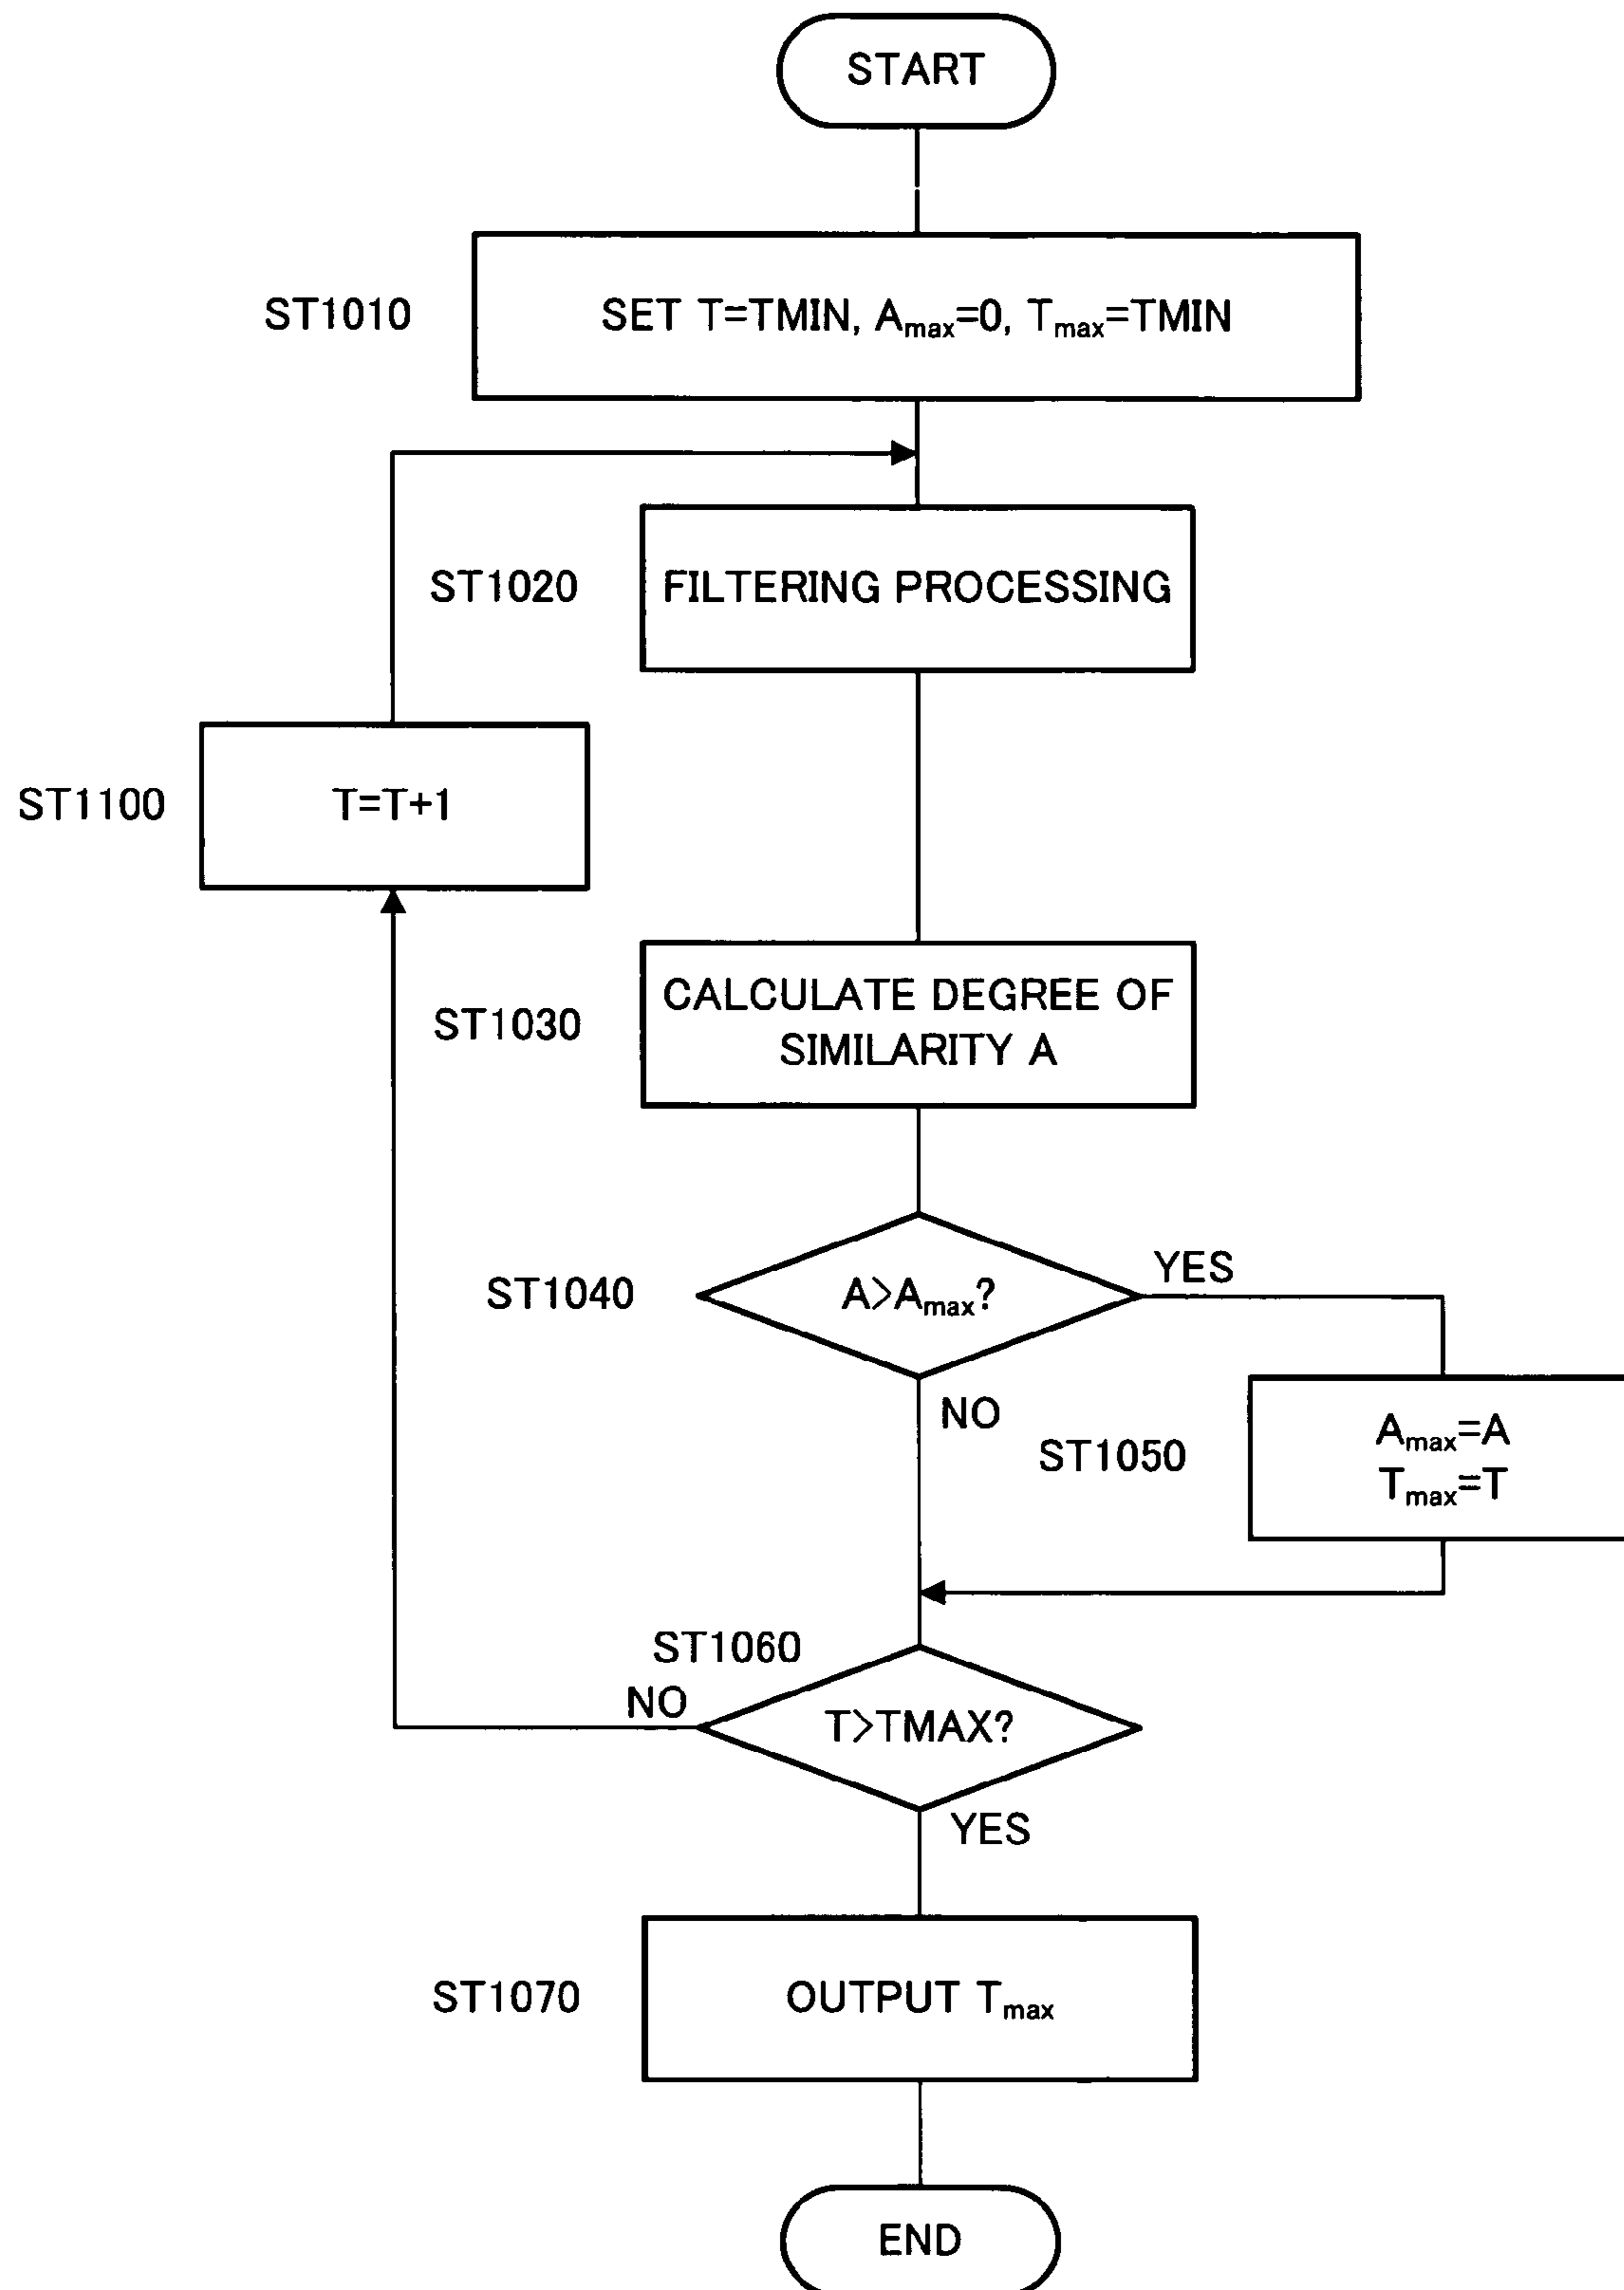 START
ST1010
SET T=TMIN, Amax=0, Tmax=TMIN
ST1020
FILTERING PROCESSING
ST1100
T=T+1
ST1030
CALCULATE DEGREE OF
SIMILARITY A
ST1040
A>Amax?
YES
NO
ST1050
Amax=A
Tmax=T
ST1060
NO
T>TMAX?
YES
ST1070
OUTPUT Tmax
END